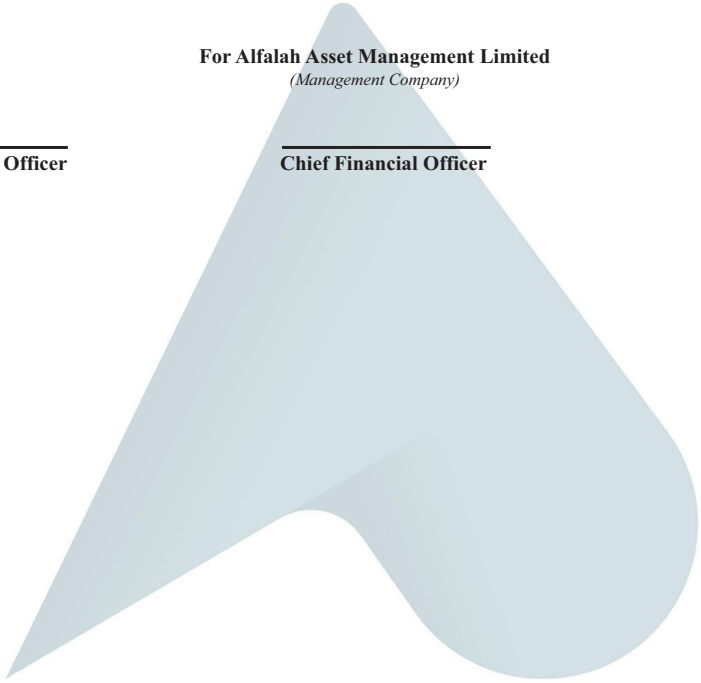 For Alfalah Asset Management Limited
(Management Company)
Officer
Chief Financial Officer